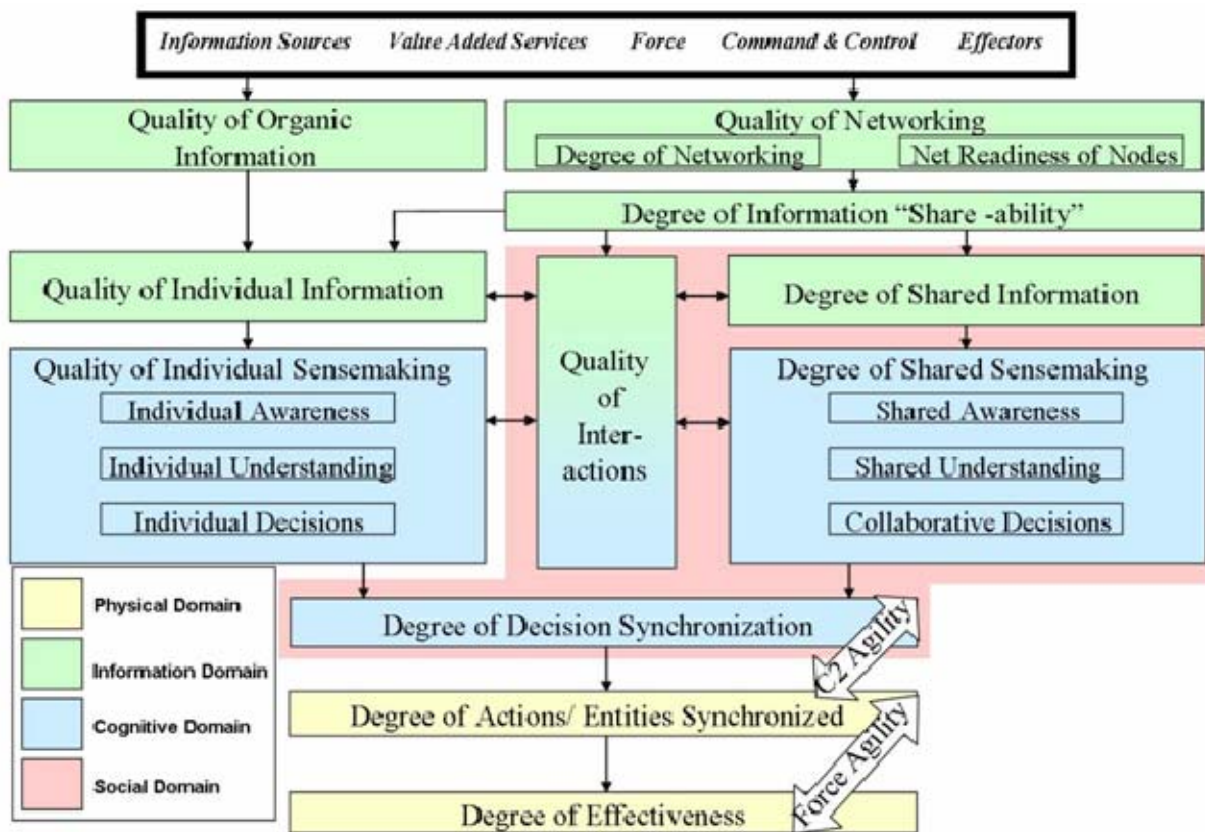 Information Sources Value Added Services Force Command & Control Effectors
Quality of Organic
Information
Quality of Networking
Degree of Networking
Net Readiness of Nodes
Degree of Information “Share -ability”
Quality of Individual Information
Degree of Shared Information
Quality of Individual Sensemaking
Individual Awareness
Individual Understanding
Individual Decisions
Quality
of
Inter-
actions
Degree of Shared Sensemaking
Shared Awareness
Shared Understanding
Collaborative Decisions
Physical Domain
Information Domain
Cognitive Domain
Social Domain
Degree of Decision Synchronization
C2 Agility
Degree of Actions/ Entities Synchronized
Force Agility
Degree of Effectiveness